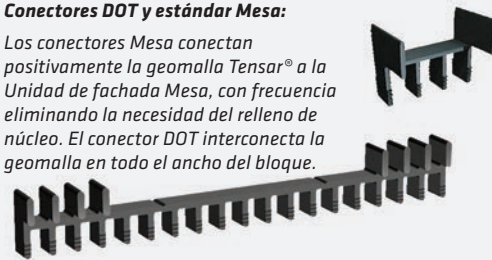 Conectores DOT y estándar Mesa:
Los conectores Mesa conectan
positivamente la geomalla Tensar® a la
Unidad de fachada Mesa, con frecuencia
eliminando la necesidad del relleno de
núcleo. El conector DOT interconecta la
geomalla en todo el ancho del bloque.